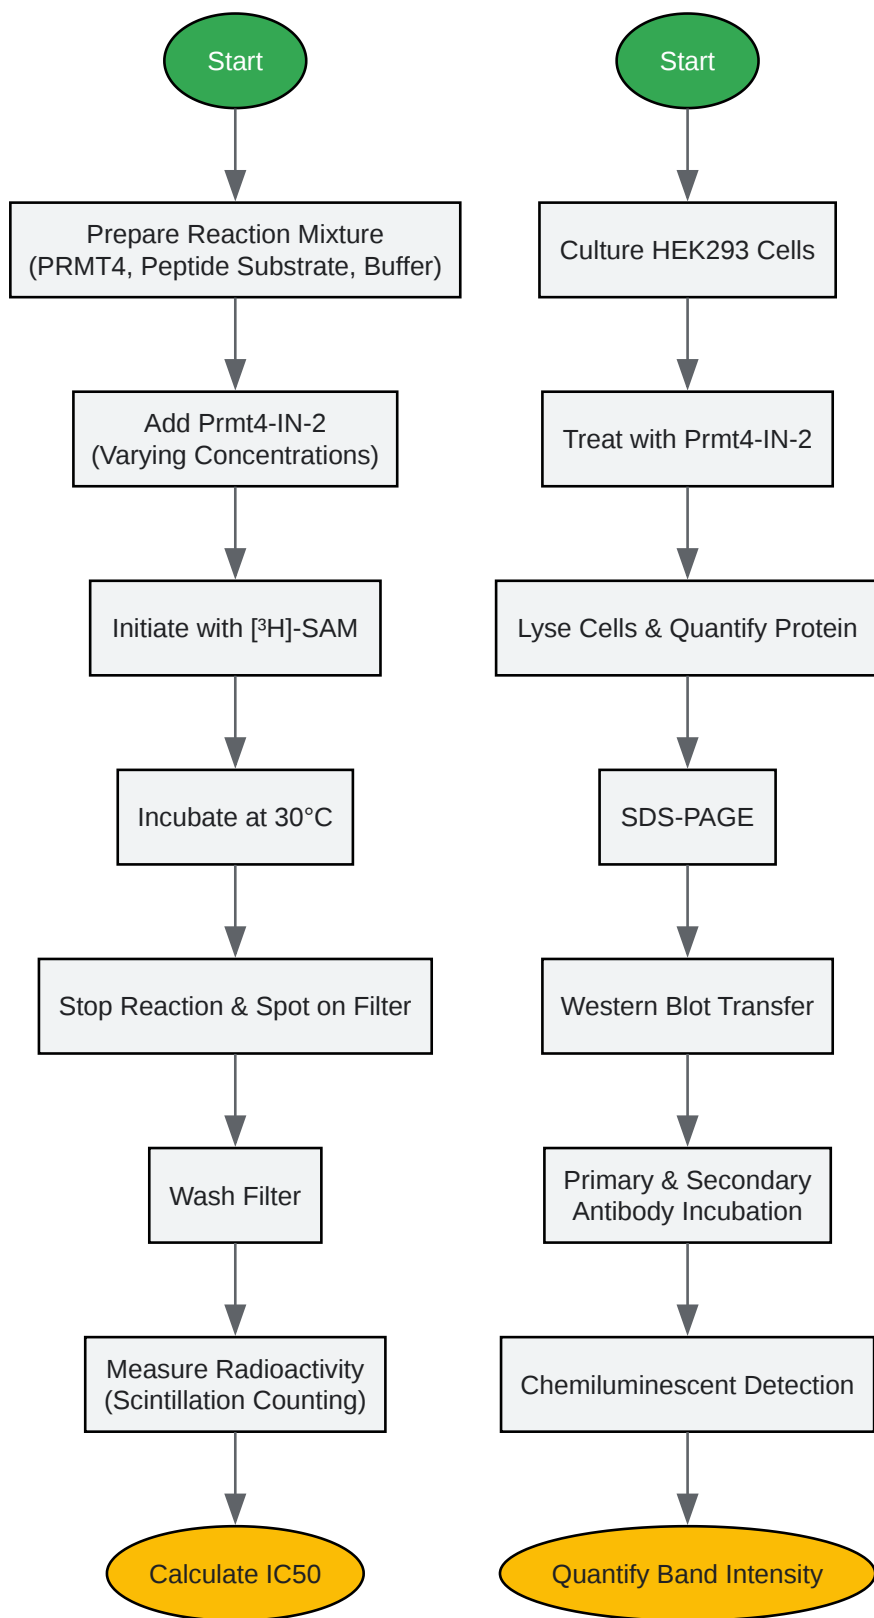 Start
Prepare Reaction Mixture
(PRMT4, Peptide Substrate, Buffer)
Add Prmt4-IN-2
(Varying Concentrations)
Initiate with [³H]-SAM
Incubate at 30°C
Stop Reaction & Spot on Filter
Wash Filter
Measure Radioactivity
(Scintillation Counting)
Calculate IC50
Start
Culture HEK293 Cells
Treat with Prmt4-IN-2
Lyse Cells & Quantify Protein
SDS-PAGE
Western Blot Transfer
Primary & Secondary
Antibody Incubation
Chemiluminescent Detection
Quantify Band Intensity